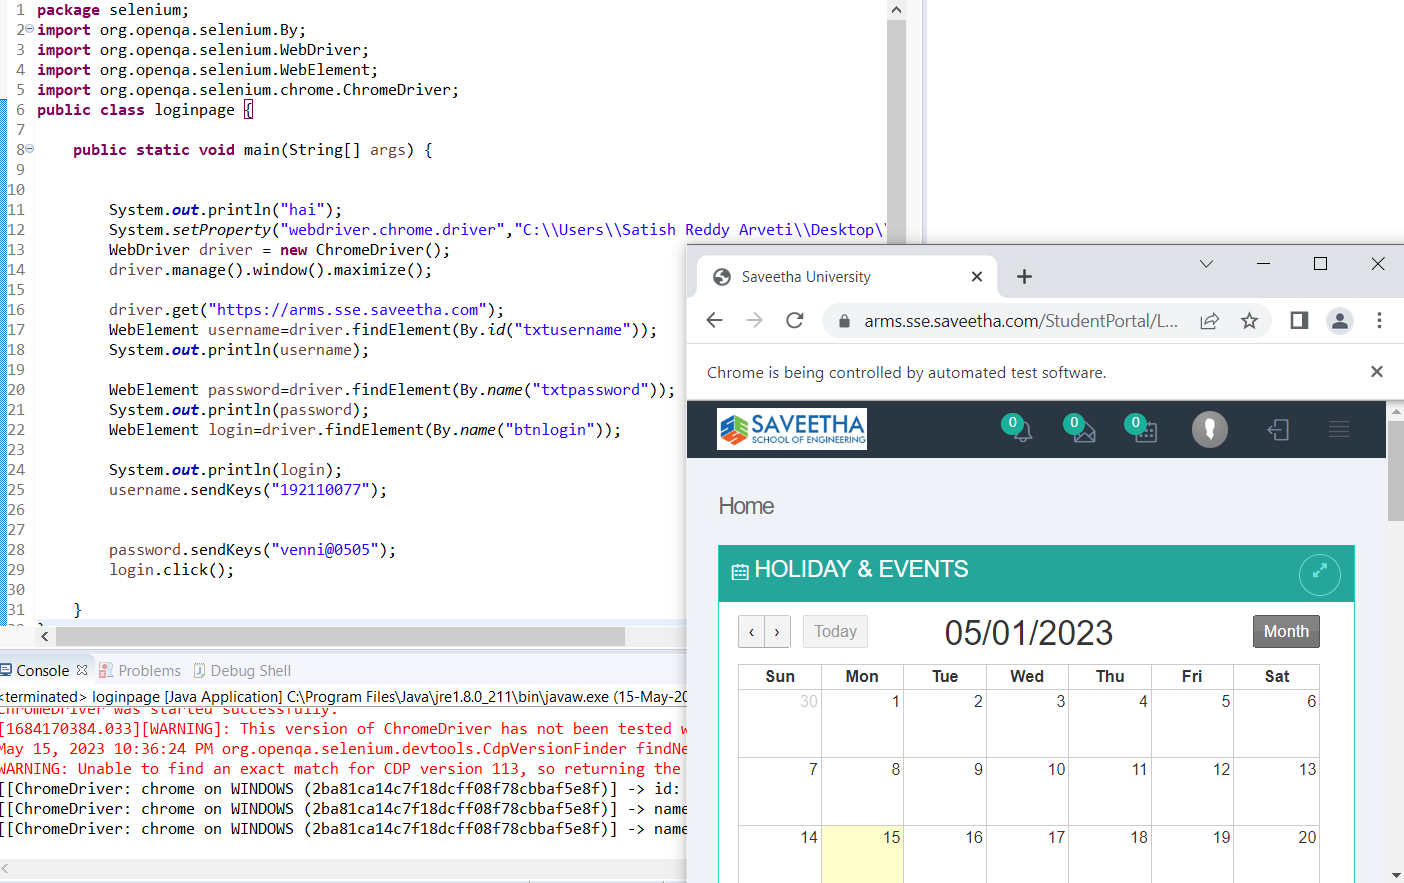 1 package selenium;
2 import org.openqa.selenium.By;
3 import org.openqa.selenium.WebDriver;
4 import org.openqa.selenium.WebElement;
5 import org.openqa.selenium.chrome.ChromeDriver;
6 public class loginpage {
7
8 public static void main(String[] args) {
9
10
11 System.out.println("hai");
12 System.setProperty("webdriver.chrome.driver","C:\\Users\\Satish Reddy Arveti\\Desktop\
13 WebDriver driver = new ChromeDriver();
14 driver.manage().window().maximize();
15
16 driver.get("https://arms.sse.saveetha.com");
17 WebElement username=driver.findElement(By.id("txtusername"));
18 System.out.println(username);
19
20 WebElement password=driver.findElement(By.name("txtpassword"));
21 System.out.println(password);
22 WebElement login=driver.findElement(By.name("btnlogin"));
23
24 System.out.println(login);
25 username.sendKeys("192110077");
26
27
28 password.sendKeys("venni@0505");
29 login.click();
30
31 }
Console Problems Debug Shell
<terminated> loginpage [Java Application] C:\Program Files\Java\jre1.8.0_211\bin\javaw.exe (15-May-20
ChromeDriver was started successfully.
[1684170384.033][WARNING]: This version of ChromeDriver has not been tested w
May 15, 2023 10:36:24 PM org.openqa.selenium.devtools.CdpVersionFinder findNe
WARNING: Unable to find an exact match for CDP version 113, so returning the
[[ChromeDriver: chrome on WINDOWS (2ba81ca14c7f18dcff08f78cbbaf5e8f)] -> id:
[[ChromeDriver: chrome on WINDOWS (2ba81ca14c7f18dcff08f78cbbaf5e8f)] -> name
[[ChromeDriver: chrome on WINDOWS (2ba81ca14c7f18dcff08f78cbbaf5e8f)] -> name
Saveetha University
arms.sse.saveetha.com/StudentPortal/L...
Chrome is being controlled by automated test software.
SAVEETHA
SCHOOL OF ENGINEERING
0 0 0
Home
HOLIDAY & EVENTS
‹ › Today 05/01/2023 Month
Sun Mon Tue Wed Thu Fri Sat
30 1 2 3 4 5 6
7 8 9 10 11 12 13
14 15 16 17 18 19 20